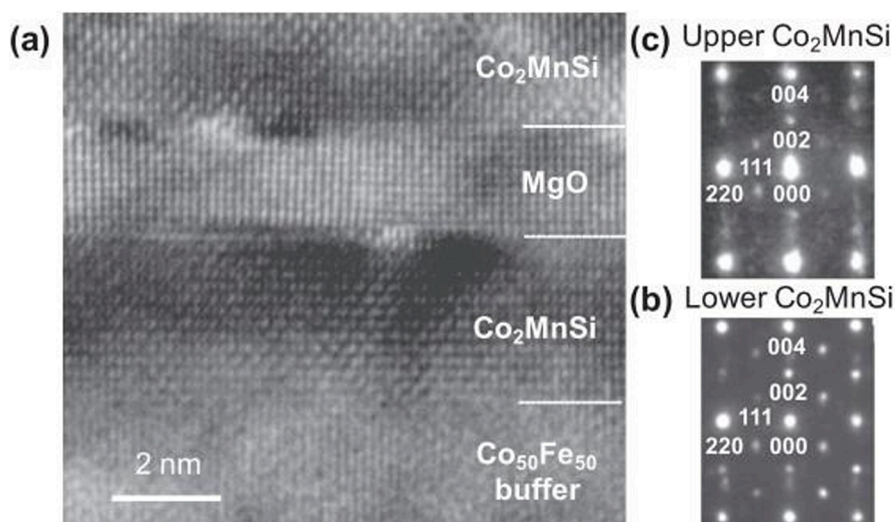 (a)
Co₂MnSi
MgO
Co₂MnSi
Co₅₀Fe₅₀
buffer
2 nm
(c) Upper Co₂MnSi
004
002
111
220 000
(b) Lower Co₂MnSi
004
002
111
220 000